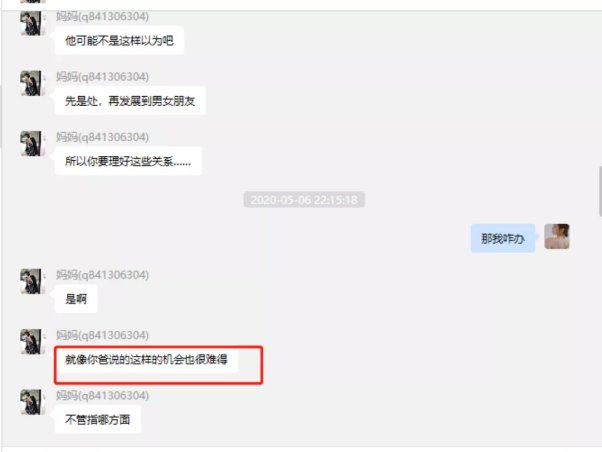 妈妈(q841306304)
他可能不是这样以为吧
妈妈(q841306304)
先是处，再发展到男女朋友
妈妈(q841306304)
所以你要理好这些关系......
2020-05-06 22:15:18
那我咋办
妈妈(q841306304)
是啊
妈妈(q841306304)
就像你爸说的这样的机会也很难得
妈妈(q841306304)
不管指哪方面